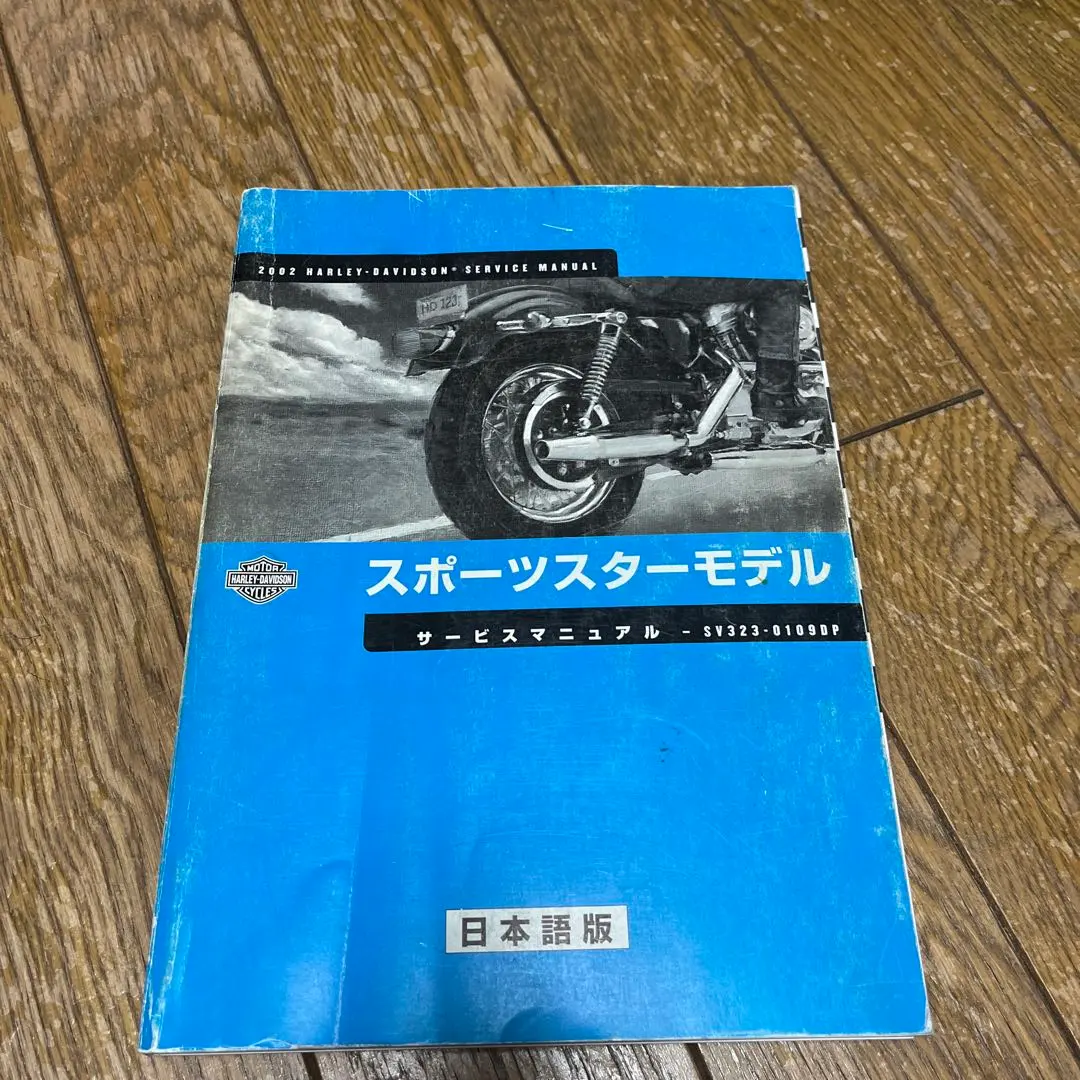 2002 HARLEY-DAVIDSON® SERVICE MANUAL
HD 123
MOTOR
HARLEY-DAVIDSON
CYCLES
スポーツスターモデル
サービスマニュアル - SV323-0109DP
日本語版